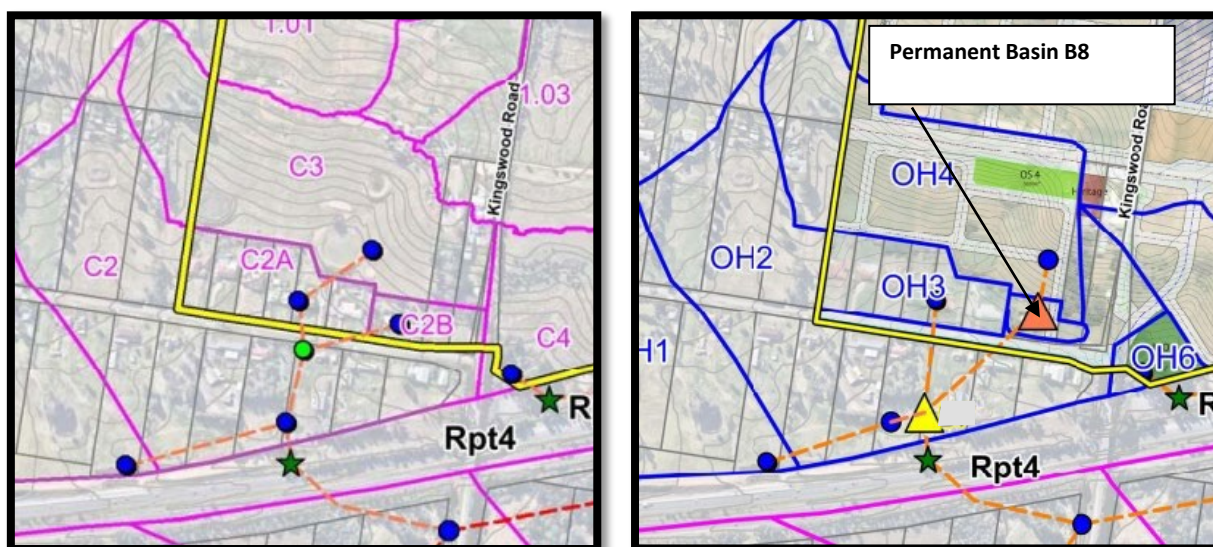 1.01
1.03
Kingswood Road
C3
C2
C2A
C2B
C4
R
Rpt4
Permanent Basin B8
Kingswood Roa
OH4
OS 4
OH2
OH3
H1
OH6
R
Rpt4